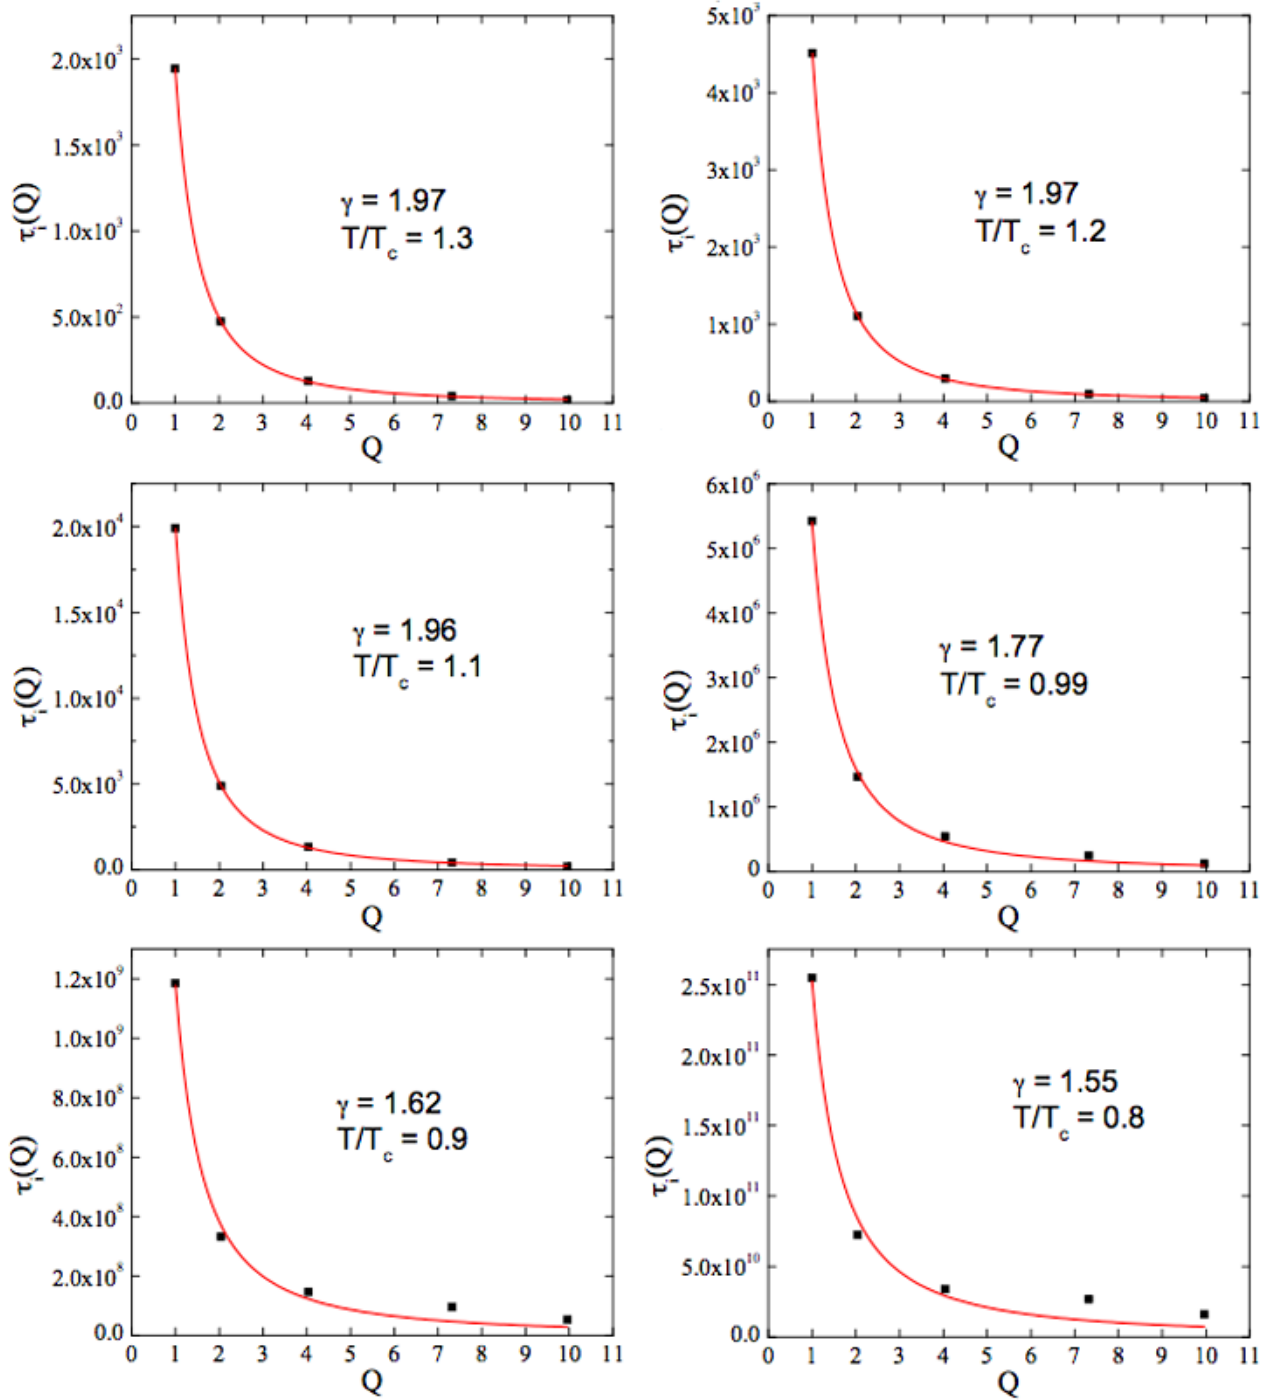 2.0x10³
1.5x10³
1.0x10³
5.0x10²
0.0
τᵢ(Q)
γ = 1.97
T/T_c = 1.3
0 1 2 3 4 5 6 7 8 9 10 11
Q
5x10³
4x10³
3x10³
2x10³
1x10³
0
τᵢ(Q)
γ = 1.97
T/T_c = 1.2
0 1 2 3 4 5 6 7 8 9 10 11
Q
2.0x10⁴
1.5x10⁴
1.0x10⁴
5.0x10³
0.0
τᵢ(Q)
γ = 1.96
T/T_c = 1.1
0 1 2 3 4 5 6 7 8 9 10 11
Q
6x10⁶
5x10⁶
4x10⁶
3x10⁶
2x10⁶
1x10⁶
0
τᵢ(Q)
γ = 1.77
T/T_c = 0.99
0 1 2 3 4 5 6 7 8 9 10 11
Q
1.2x10⁹
1.0x10⁹
8.0x10⁸
6.0x10⁸
4.0x10⁸
2.0x10⁸
0.0
τᵢ(Q)
γ = 1.62
T/T_c = 0.9
0 1 2 3 4 5 6 7 8 9 10 11
Q
2.5x10¹¹
2.0x10¹¹
1.5x10¹¹
1.0x10¹¹
5.0x10¹⁰
0.0
τᵢ(Q)
γ = 1.55
T/T_c = 0.8
0 1 2 3 4 5 6 7 8 9 10 11
Q